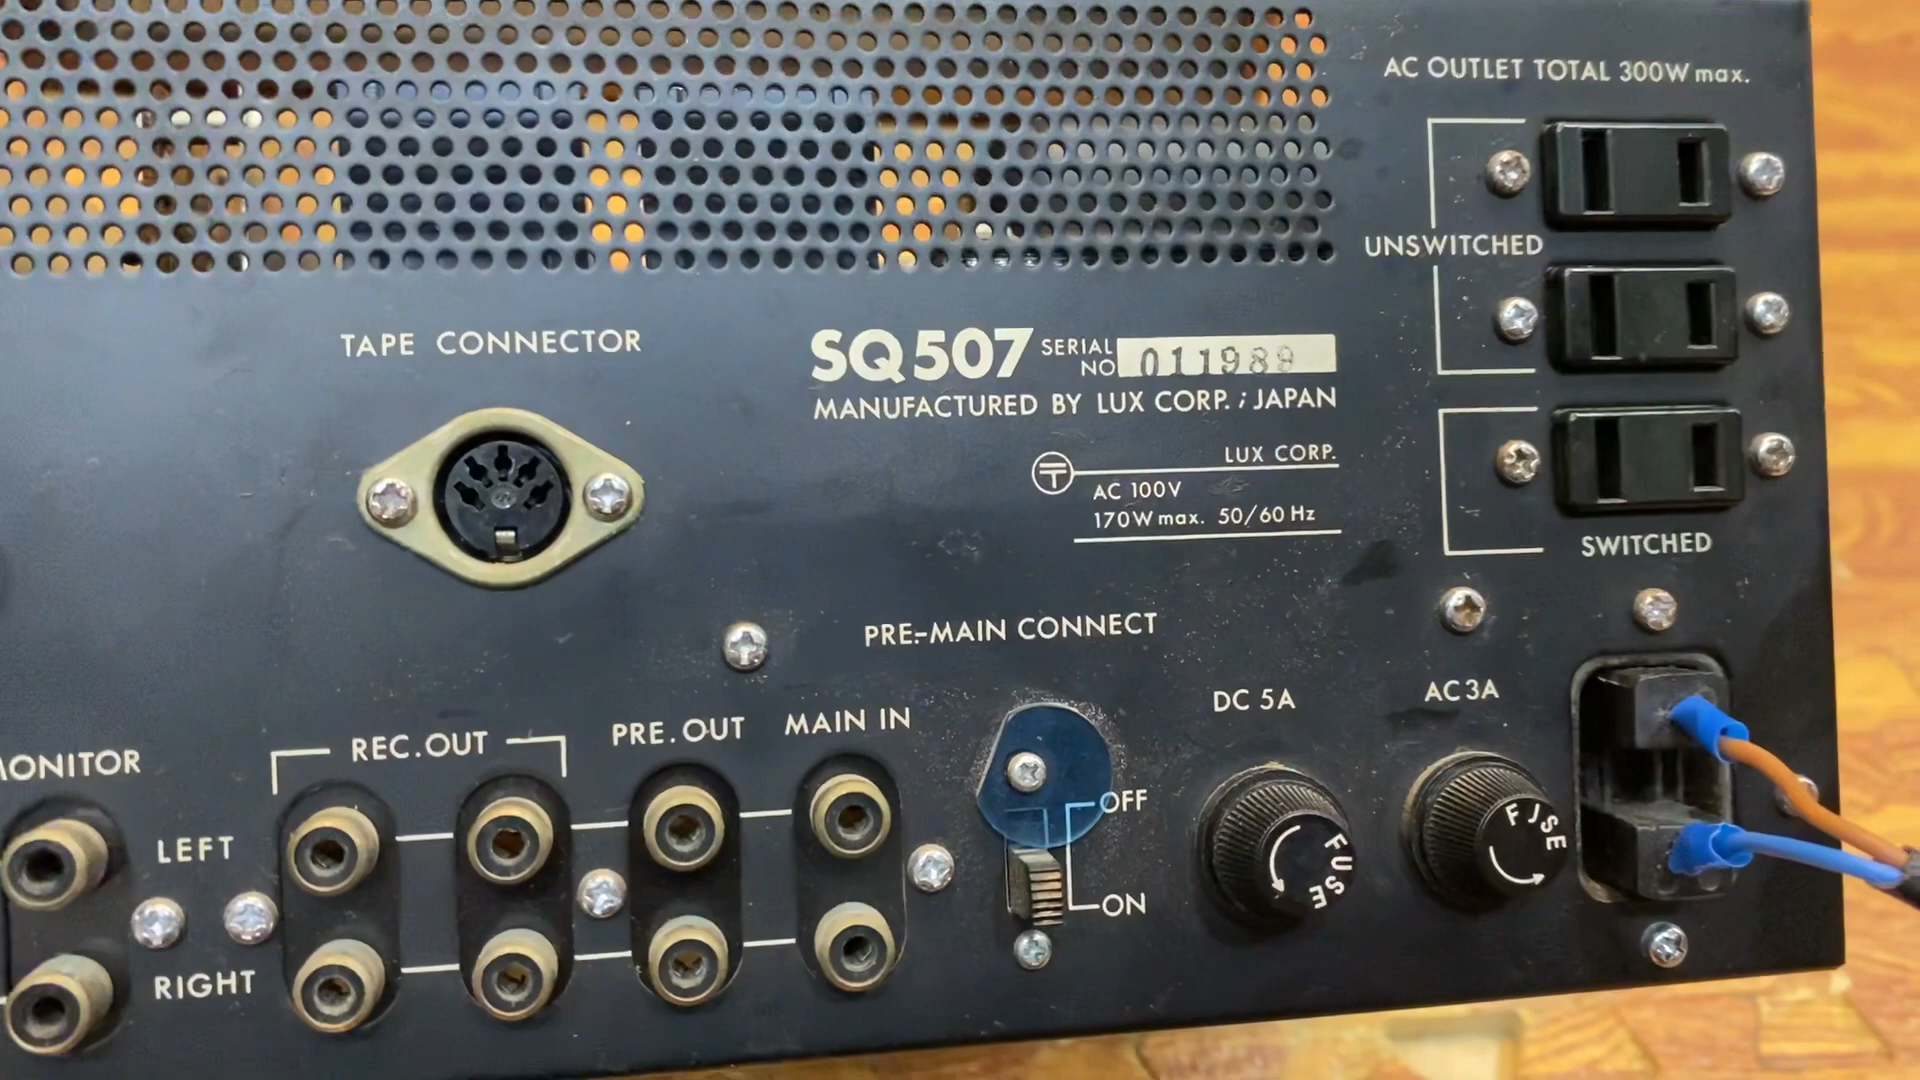 AC OUTLET TOTAL 300W max.
UNSWITCHED
TAPE CONNECTOR
SQ507 SERIAL NO 011989
MANUFACTURED BY LUX CORP. ; JAPAN
LUX CORP.
AC 100V
170W max. 50/60 Hz
SWITCHED
PRE-MAIN CONNECT
DC 5A
AC 3A
MONITOR
REC. OUT
PRE. OUT
MAIN IN
OFF
ON
FUSE
FUSE
LEFT
RIGHT